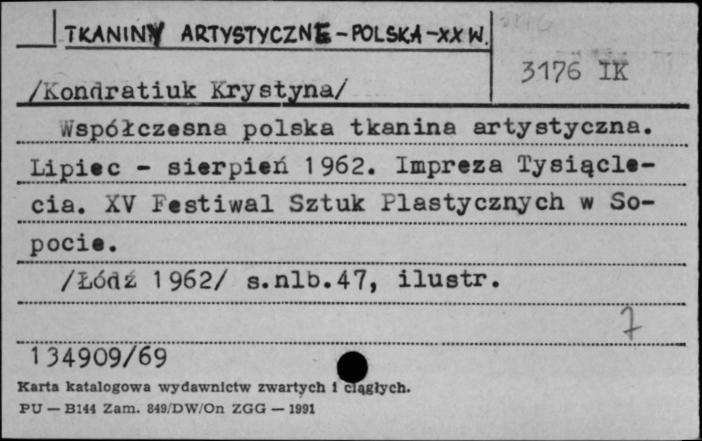 TKANINY ARTYSTYCZNE - POLSKA - XX W.
3176 IK
/Kondratiuk Krystyna/
Współczesna polska tkanina artystyczna.
Lipiec - sierpień 1962. Impreza Tysiącle-
cia. XV Festiwal Sztuk Plastycznych w So-
pocie.
/Łódź 1962/ s.nlb.47, ilustr.
7
134909/69
Karta katalogowa wydawnictw zwartych i ciągłych.
PU — B144 Zam. 849/DW/On ZGG — 1991